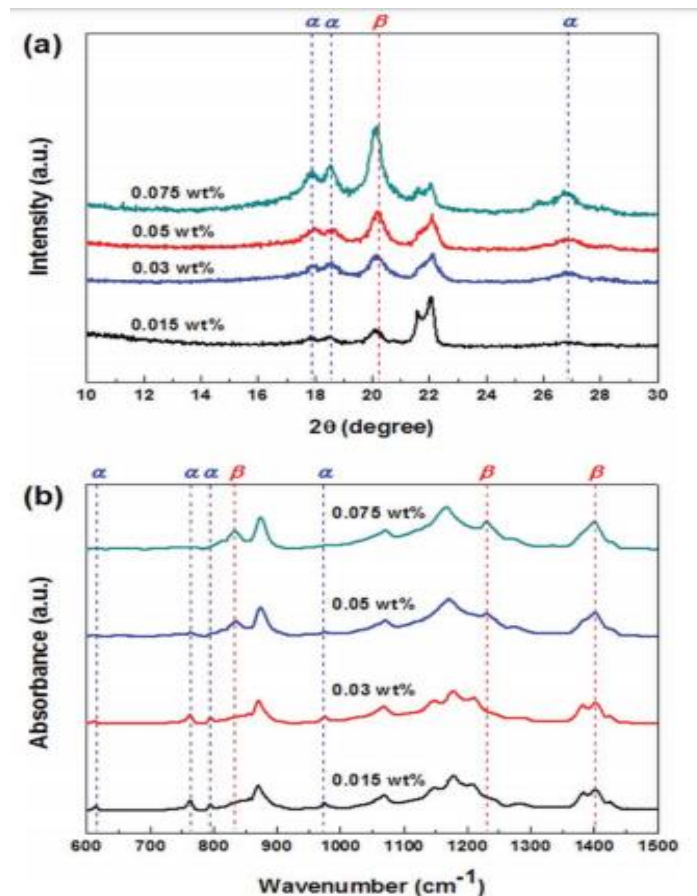 α α β α
(a)
Intensity (a.u.)
0.075 wt%
0.05 wt%
0.03 wt%
0.015 wt%
10 12 14 16 18 20 22 24 26 28 30
2θ (degree)
α α α β α β β
(b)
Absorbance (a.u.)
0.075 wt%
0.05 wt%
0.03 wt%
0.015 wt%
600 700 800 900 1000 1100 1200 1300 1400 1500
Wavenumber (cm⁻¹)